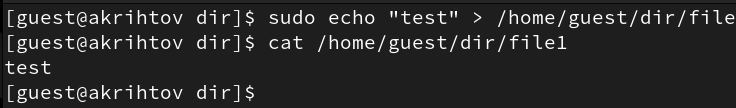 [guest@akrihtov dir]$ sudo echo "test" > /home/guest/dir/file
[guest@akrihtov dir]$ cat /home/guest/dir/file1
test
[guest@akrihtov dir]$